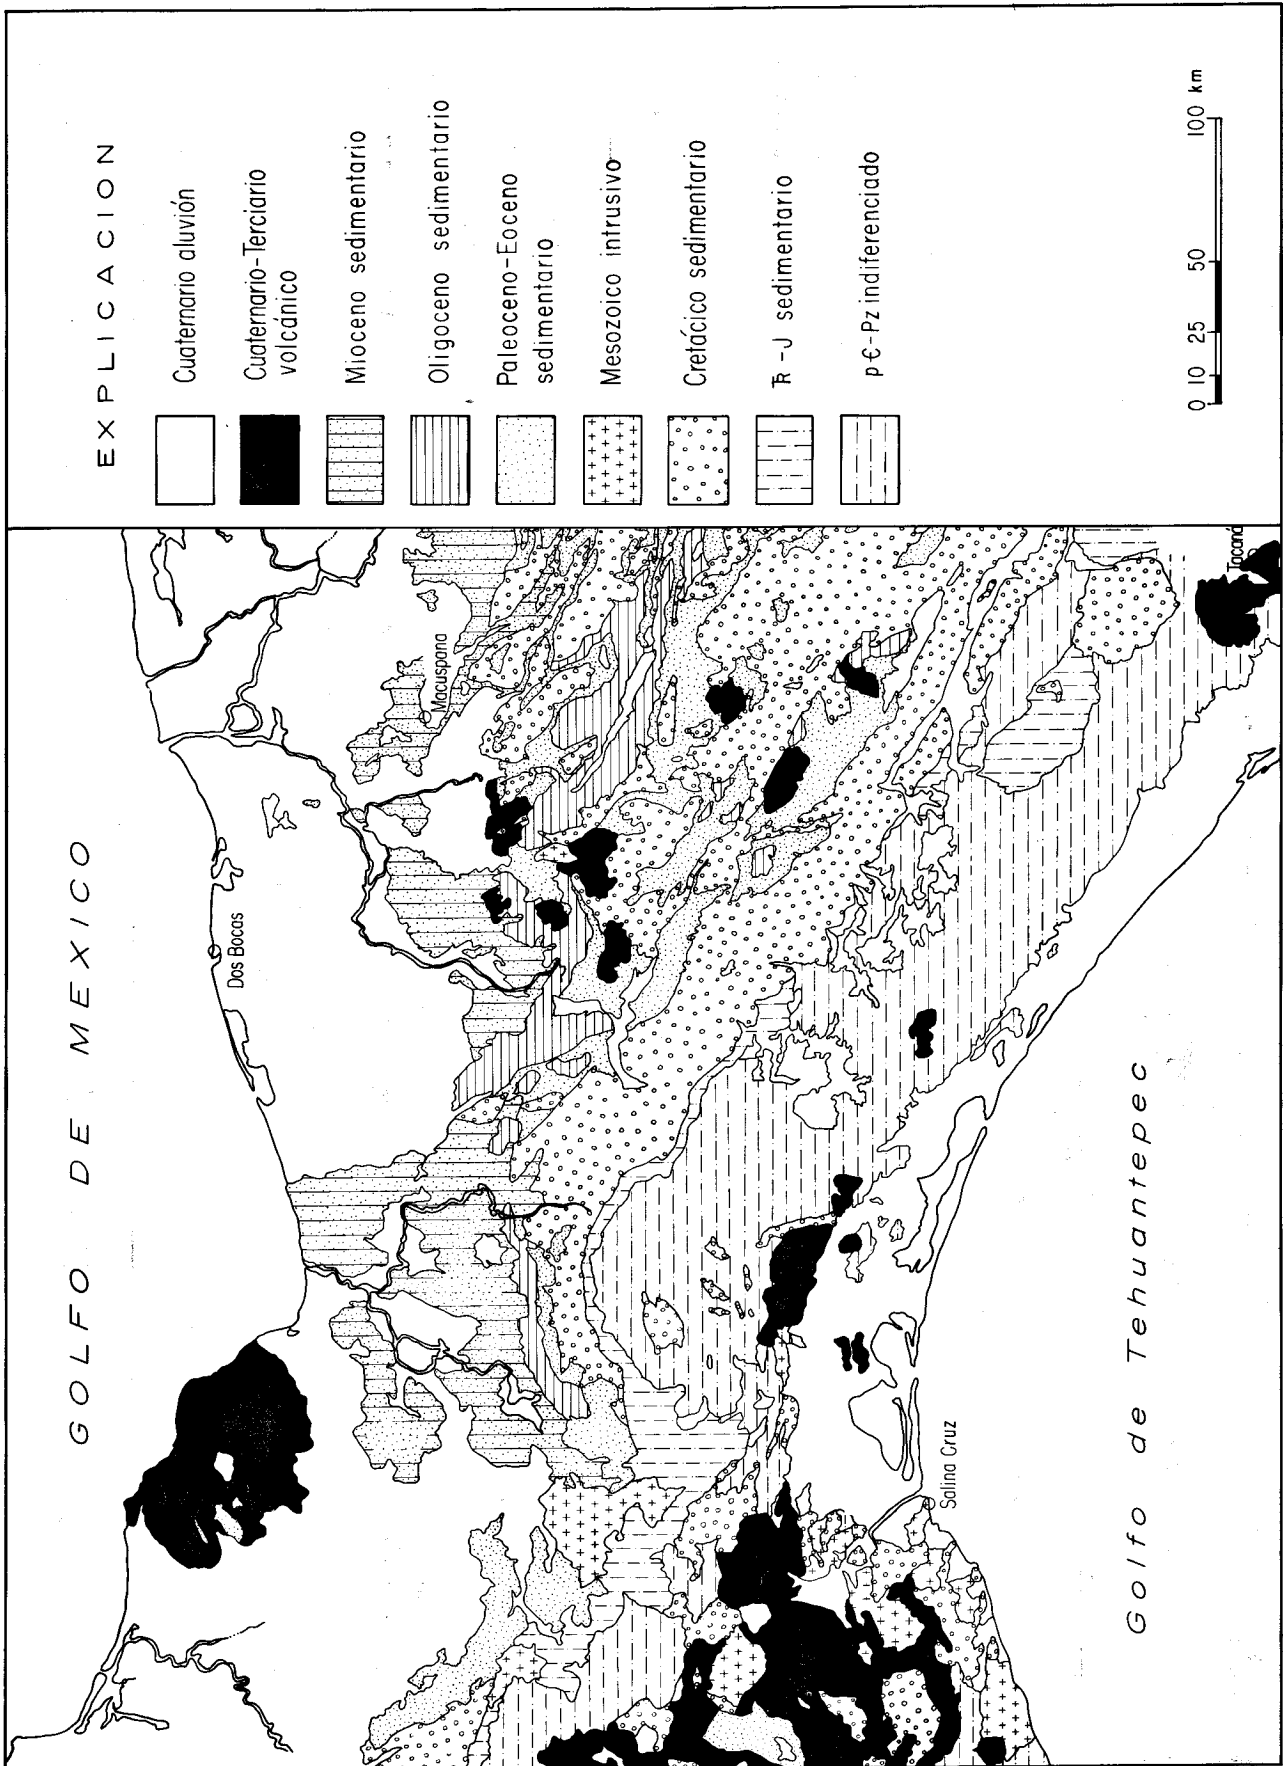 GOLFO DE MEXICO
Dos Bocas
Macuspana
Salina Cruz
Tacaná
Golfo de Tehuantepec
EXPLICACION
Cuaternario aluvión
Cuaternario-Terciario
volcánico
Mioceno sedimentario
Oligoceno sedimentario
Paleoceno-Eoceno
sedimentario
Mesozoico intrusivo
Cretácico sedimentario
Ꞧ-J sedimentario
p-Є-Pz indiferenciado
0 10 25 50 100 km